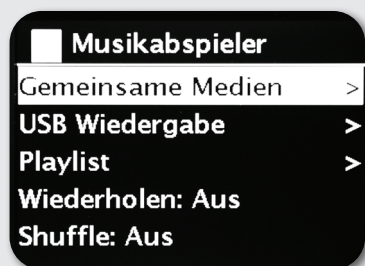 Musikabspieler
Gemeinsame Medien >
USB Wiedergabe >
Playlist >
Wiederholen: Aus
Shuffle: Aus